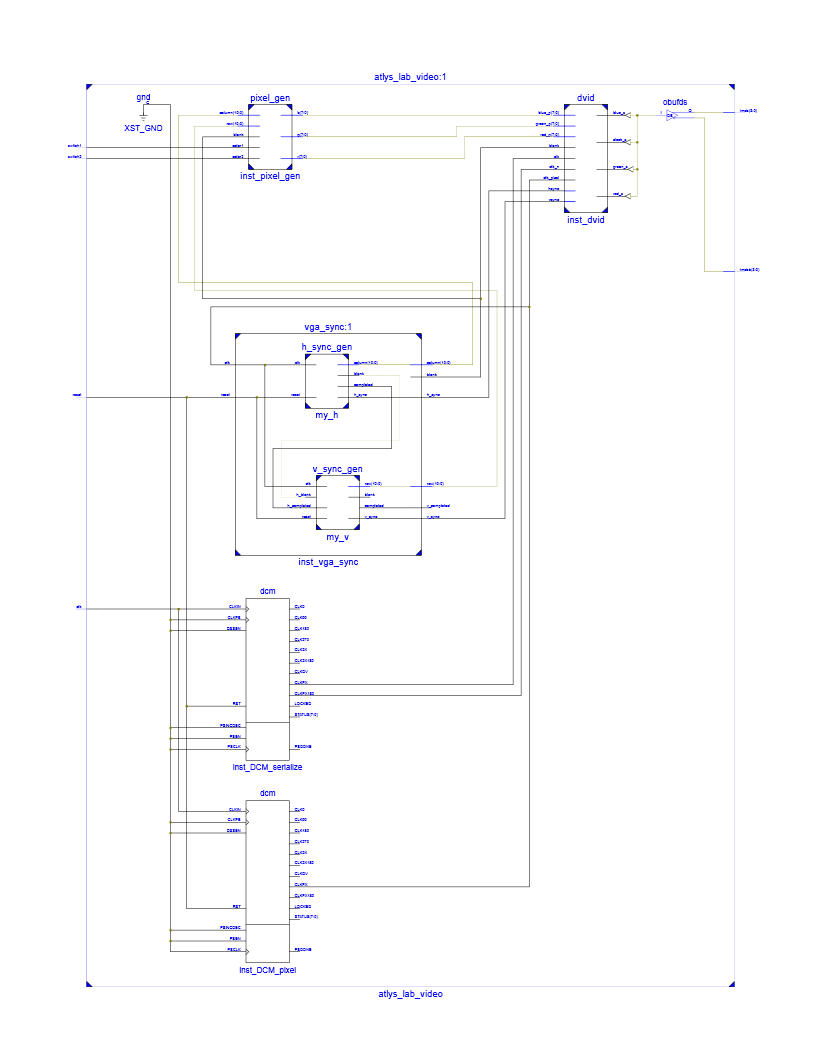 atlys_lab_video:1
gnd
XST_GND
pixel_gen
column(10:0)
row(10:0)
blank
b(7:0)
g(7:0)
r(7:0)
inst_pixel_gen
dvid
blue_p(7:0)
green_p(7:0)
red_p(7:0)
blank
clk
clk_n
clk_pixel
hsync
vsync
blue_s
clock_s
green_s
red_s
inst_dvid
obufds
I
O
OB
tmds(3:0)
tmdsb(3:0)
switch1
switch2
vga_sync:1
h_sync_gen
clk
clk
column(10:0)
column(10:0)
blank
blank
completed
reset
reset
reset
h_sync
h_sync
my_h
v_sync_gen
clk
row(10:0)
row(10:0)
h_blank
blank
h_completed
completed
v_completed
reset
v_sync
v_sync
my_v
inst_vga_sync
clk
dcm
CLKIN
CLKFB
DSSEN
RST
PSINCDEC
PSEN
PSCLK
CLK0
CLK90
CLK180
CLK270
CLK2X
CLK2X180
CLKDV
CLKFX
CLKFX180
LOCKED
STATUS(7:0)
PSDONE
Inst_DCM_serialize
dcm
CLKIN
CLKFB
DSSEN
RST
PSINCDEC
PSEN
PSCLK
CLK0
CLK90
CLK180
CLK270
CLK2X
CLK2X180
CLKDV
CLKFX
CLKFX180
LOCKED
STATUS(7:0)
PSDONE
Inst_DCM_pixel
atlys_lab_video